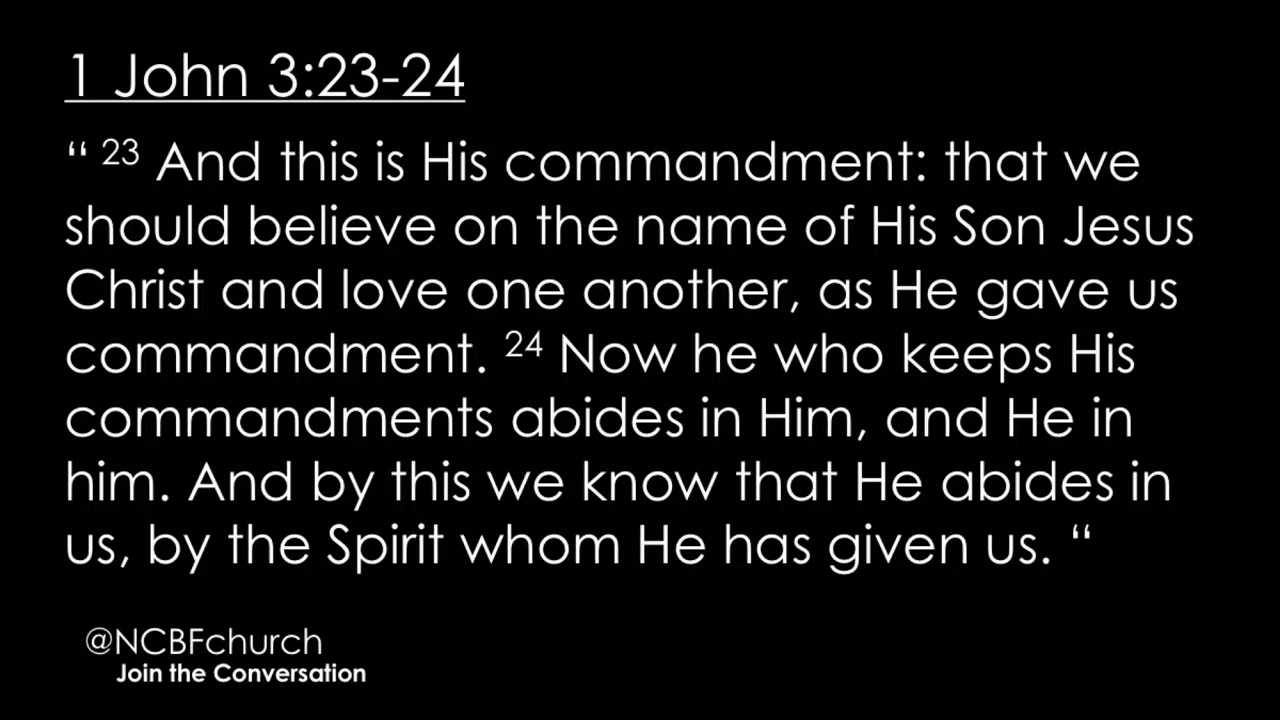 1 John 3:23-24
“ 23 And this is His commandment: that we
should believe on the name of His Son Jesus
Christ and love one another, as He gave us
commandment. 24 Now he who keeps His
commandments abides in Him, and He in
him. And by this we know that He abides in
us, by the Spirit whom He has given us. “
@NCBFchurch
Join the Conversation